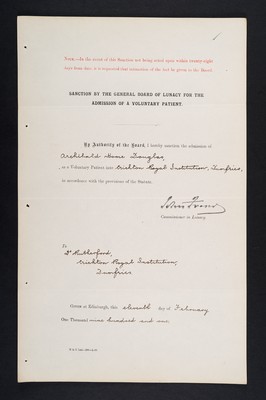 NOTE.—In the event of this Sanction not being acted upon within twenty-eight
days from date, it is requested that intimation of the fact be given to the Board.
SANCTION BY THE GENERAL BOARD OF LUNACY FOR THE
ADMISSION OF A VOLUNTARY PATIENT.
By Authority of the Board, I hereby sanction the admission of
Archibald Home Douglas,
as a Voluntary Patient into Crichton Royal Institution, Dumfries,
in accordance with the provisions of the Statute.
John Fraser
Commissioner in Lunacy.
To
Dr Rutherford,
Crichton Royal Institution,
Dumfries
Given at Edinburgh, this eleventh day of February
One Thousand nine hundred and one.